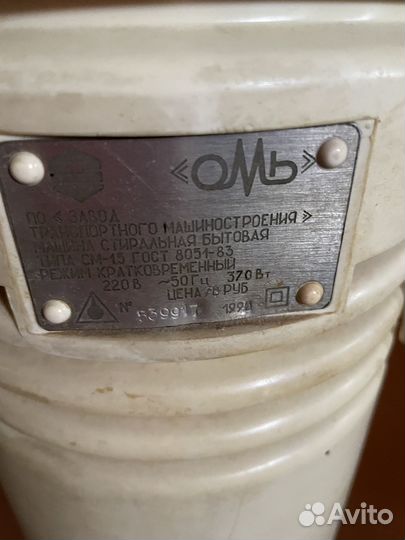 «ОМЬ»
ПО «ЗАВОД
ТРАНСПОРТНОГО МАШИНОСТРОЕНИЯ»
МАШИНА СТИРАЛЬНАЯ БЫТОВАЯ
ТИПА СМ-1,5 ГОСТ 8051-83
РЕЖИМ КРАТКОВРЕМЕННЫЙ
220 В ~50 Гц 370 Вт
ЦЕНА РУБ
№
Avito